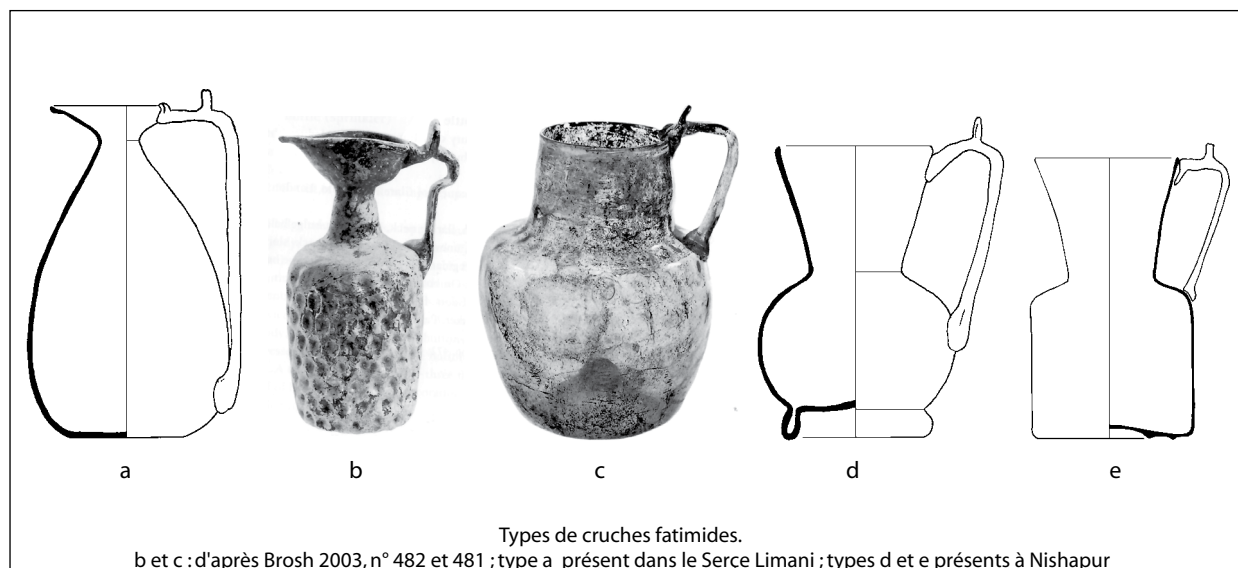 a b c d e
Types de cruches fatimides.
b et c : d'après Brosh 2003, n° 482 et 481 ; type a présent dans le Serce Limani ; types d et e présents à Nishapur